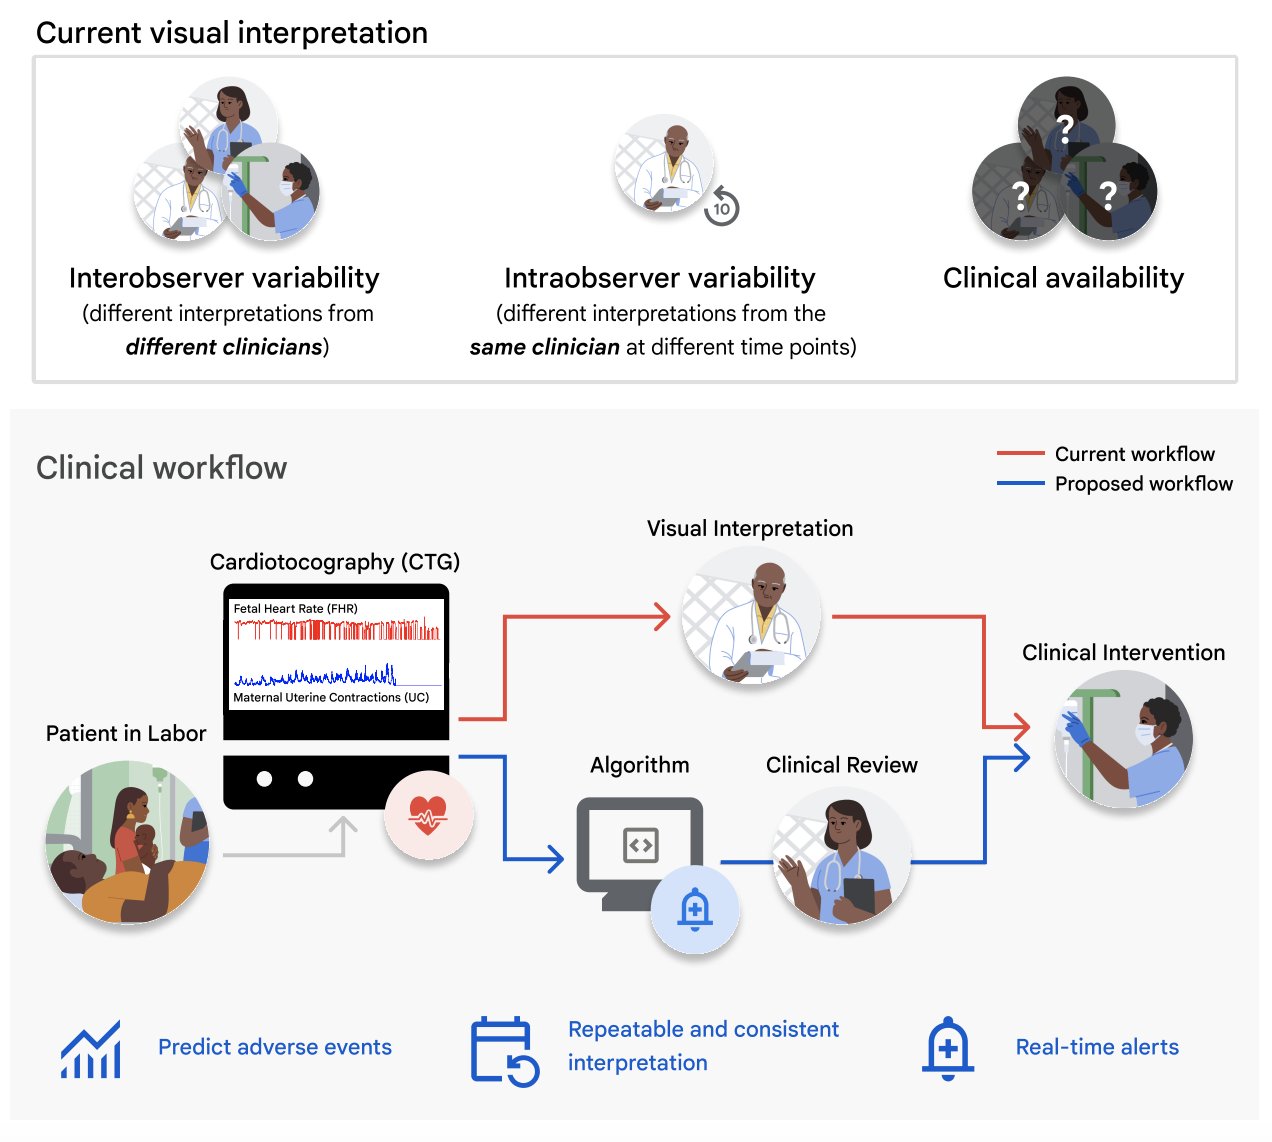 Current visual interpretation
?
?
?
10
Interobserver variability
(different interpretations from
different clinicians)
Intraobserver variability
(different interpretations from the
same clinician at different time points)
Clinical availability
Clinical workflow
Current workflow
Proposed workflow
Visual Interpretation
Cardiotocography (CTG)
Fetal Heart Rate (FHR)
Maternal Uterine Contractions (UC)
Clinical Intervention
Patient in Labor
Algorithm
Clinical Review
Predict adverse events
Repeatable and consistent
interpretation
Real-time alerts